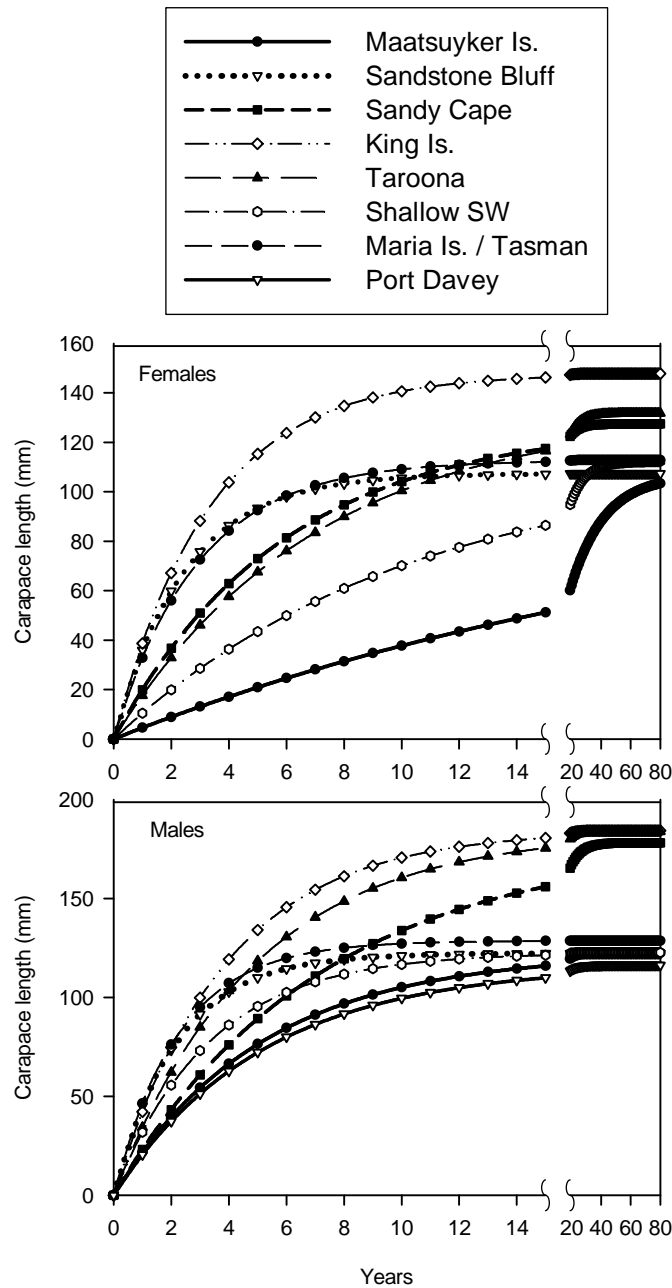 Maatsuyker Is.
Sandstone Bluff
Sandy Cape
King Is.
Taroona
Shallow SW
Maria Is. / Tasman
Port Davey
160
140
120
100
80
60
40
20
0
Carapace length (mm)
Females
0 2 4 6 8 10 12 14 20 40 60 80
200
150
100
50
0
Carapace length (mm)
Males
0 2 4 6 8 10 12 14 20 40 60 80
Years